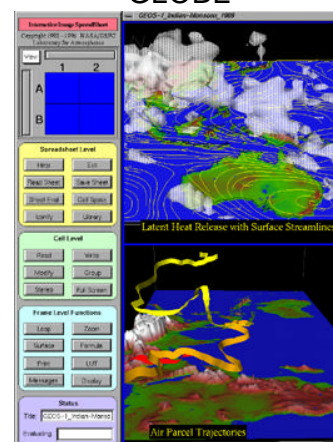 GLOBE
GEOS-1_Indian-Monsoon_1989
Interactive Image SpreadSheet
Copyright 1993 - 1996 NASA/GSFC
Laboratory for Atmospheres
View
1 2
A
B
Spreadsheet Level
Help Exit
Read Sheet Save Sheet
Sheet Eval Cell Space
Identify Library
Cell Level
Read Write
Modify Group
Stereo Full Screen
Frame Level Functions
Loop Zoom
Surface Formula
Print LUT
Messages Display
Status
Title: GEOS-1_Indian-Monso
Evaluating:
Latent Heat Release with Surface Streamlines
Air Parcel Trajectories